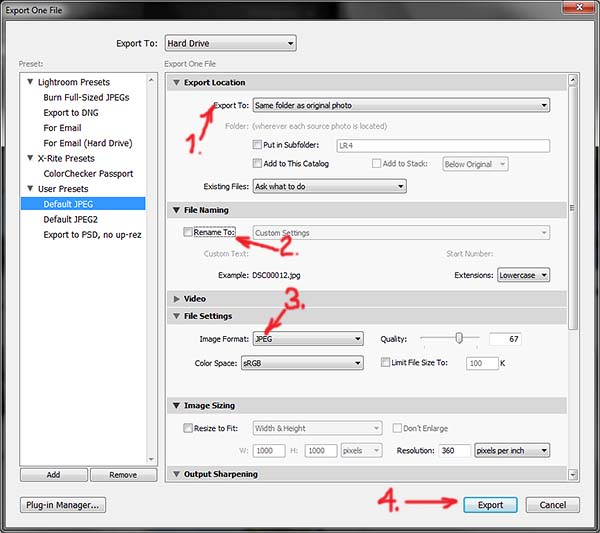 Export One File
Export To: Hard Drive
Preset: Export One File
Lightroom Presets
Burn Full-Sized JPEGs
Export to DNG
For Email
For Email (Hard Drive)
X-Rite Presets
ColorChecker Passport
User Presets
Default JPEG
Default JPEG2
Export to PSD, no up-rez
Add Remove
Export Location
Export To: Same folder as original photo
1.
Folder: (wherever each source photo is located)
Put in Subfolder: LR4
Add to This Catalog Add to Stack: Below Original
Existing Files: Ask what to do
File Naming
Rename To: Custom Settings
2.
Custom Text: Start Number:
Example: DSC00012.jpg Extensions: Lowercase
Video
3.
File Settings
Image Format: JPEG Quality: 67
Color Space: sRGB Limit File Size To: 100 K
Image Sizing
Resize to Fit: Width & Height Don't Enlarge
W: 1000 H: 1000 pixels Resolution: 360 pixels per inch
Output Sharpening
Plug-in Manager... 4. Export Cancel